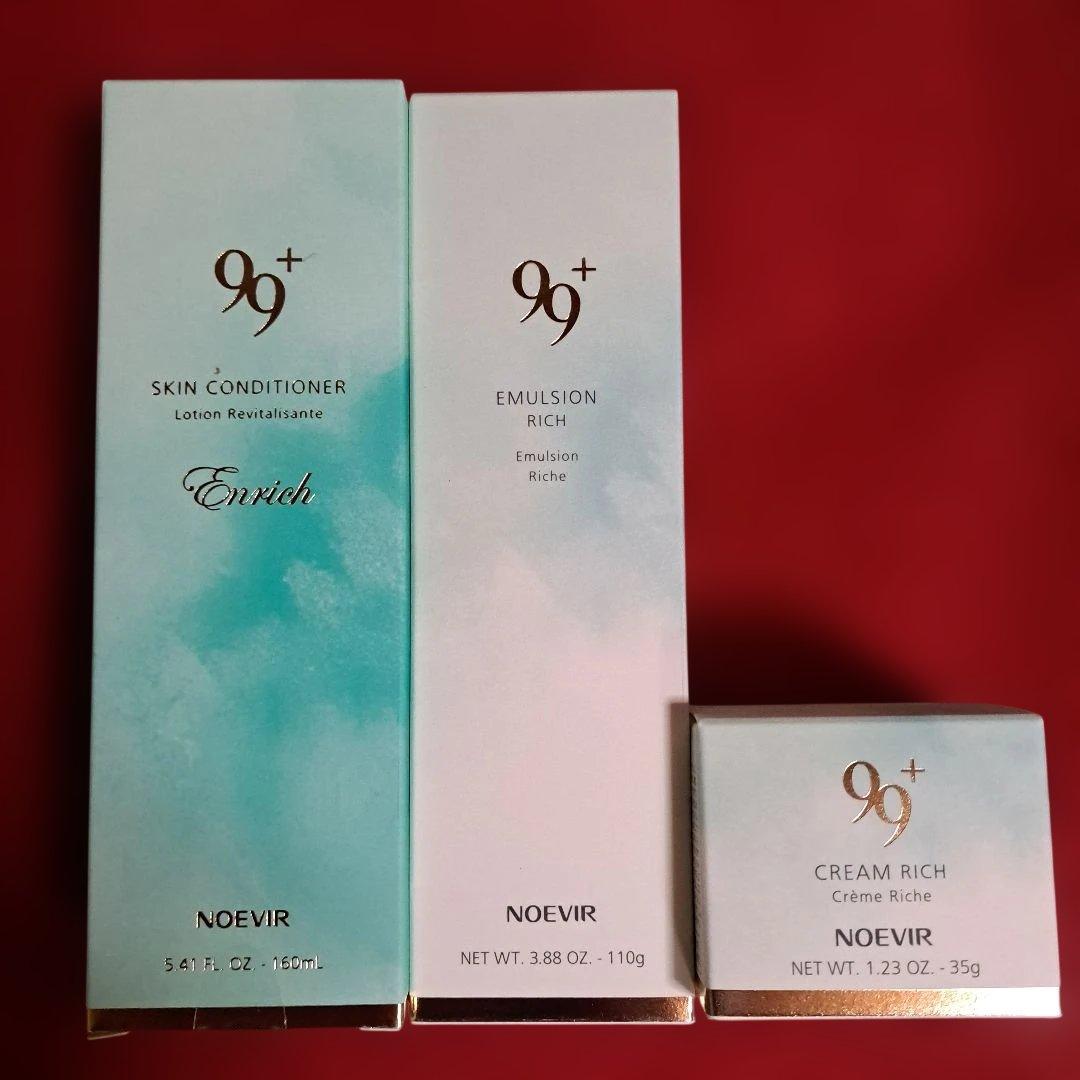 99+
SKIN CONDITIONER
Lotion Revitalisante
Enrich
NOEVIR
5.41 FL. OZ. - 160mL
99+
EMULSION
RICH
Emulsion
Riche
NOEVIR
NET WT. 3.88 OZ. - 110g
99+
CREAM RICH
Crème Riche
NOEVIR
NET WT. 1.23 OZ. - 35g